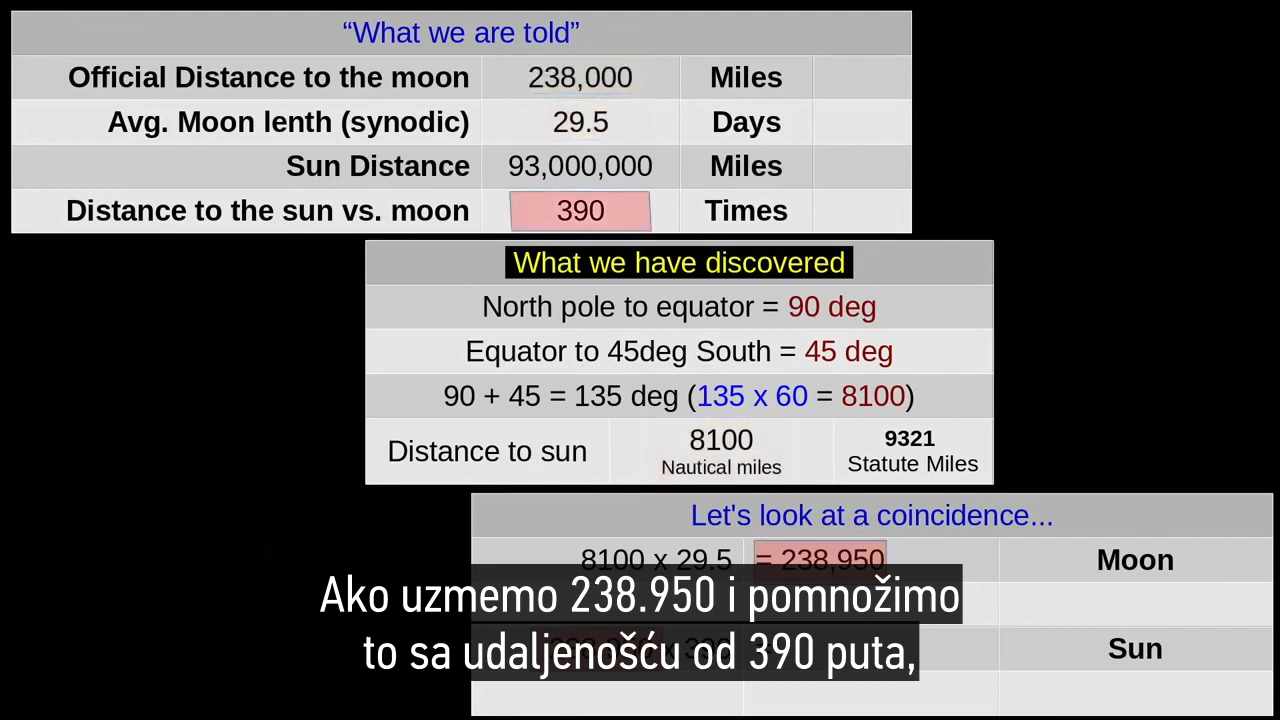 “What we are told”
Official Distance to the moon 238,000 Miles
Avg. Moon lenth (synodic) 29.5 Days
Sun Distance 93,000,000 Miles
Distance to the sun vs. moon 390 Times
What we have discovered
North pole to equator = 90 deg
Equator to 45deg South = 45 deg
90 + 45 = 135 deg (135 x 60 = 8100)
Distance to sun 8100 Nautical miles 9321 Statute Miles
Let's look at a coincidence...
8100 x 29.5 = 238,950 Moon
Ako uzmemo 238.950 i pomnožimo
x 390 Sun
to sa udaljenošću od 390 puta,